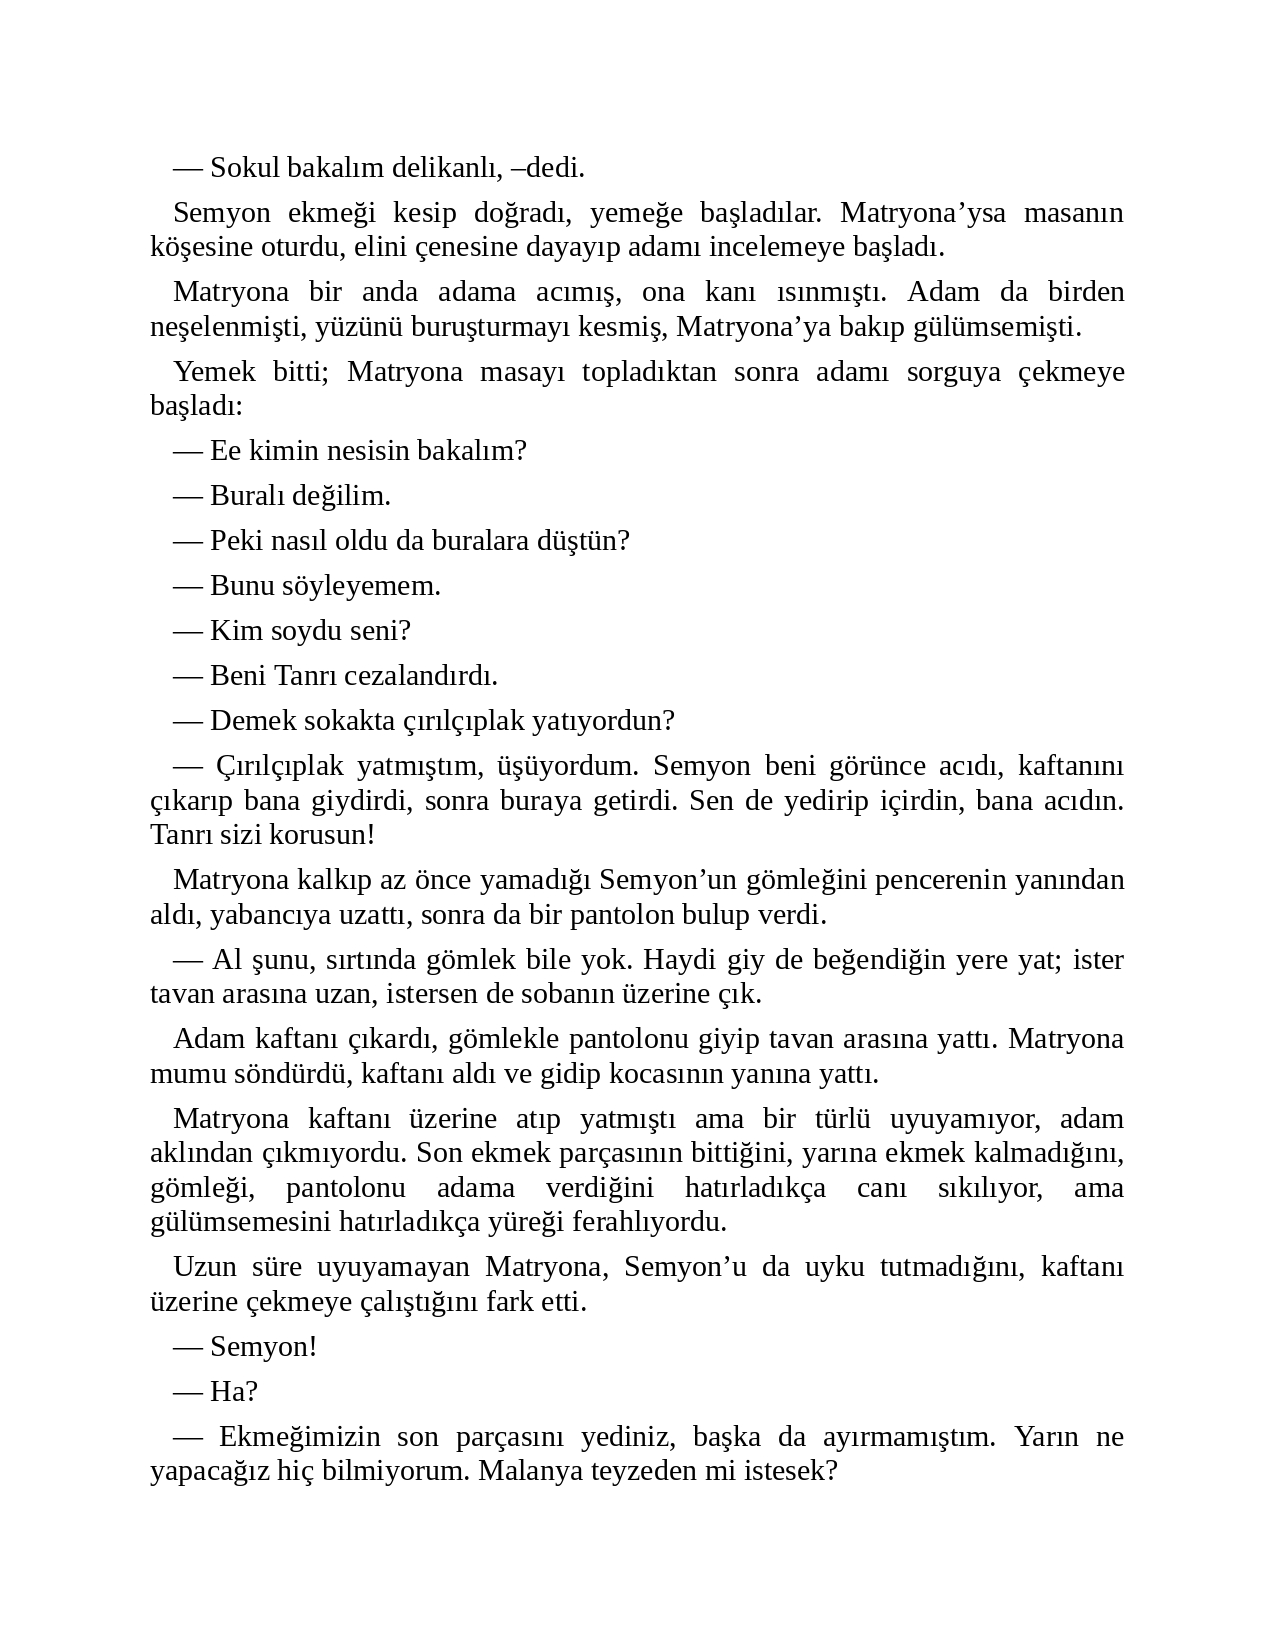 — Sokul bakalım delikanlı, –dedi.
Semyon ekmeği kesip doğradı, yemeğe başladılar. Matryona’ysa masanın
köşesine oturdu, elini çenesine dayayıp adamı incelemeye başladı.
Matryona bir anda adama acımış, ona kanı ısınmıştı. Adam da birden
neşelenmişti, yüzünü buruşturmayı kesmiş, Matryona’ya bakıp gülümsemişti.
Yemek bitti; Matryona masayı topladıktan sonra adamı sorguya çekmeye
başladı:
— Ee kimin nesisin bakalım?
— Buralı değilim.
— Peki nasıl oldu da buralara düştün?
— Bunu söyleyemem.
— Kim soydu seni?
— Beni Tanrı cezalandırdı.
— Demek sokakta çırılçıplak yatıyordun?
— Çırılçıplak yatmıştım, üşüyordum. Semyon beni görünce acıdı, kaftanını
çıkarıp bana giydirdi, sonra buraya getirdi. Sen de yedirip içirdin, bana acıdın.
Tanrı sizi korusun!
Matryona kalkıp az önce yamadığı Semyon’un gömleğini pencerenin yanından
aldı, yabancıya uzattı, sonra da bir pantolon bulup verdi.
— Al şunu, sırtında gömlek bile yok. Haydi giy de beğendiğin yere yat; ister
tavan arasına uzan, istersen de sobanın üzerine çık.
Adam kaftanı çıkardı, gömlekle pantolonu giyip tavan arasına yattı. Matryona
mumu söndürdü, kaftanı aldı ve gidip kocasının yanına yattı.
Matryona kaftanı üzerine atıp yatmıştı ama bir türlü uyuyamıyor, adam
aklından çıkmıyordu. Son ekmek parçasının bittiğini, yarına ekmek kalmadığını,
gömleği, pantolonu adama verdiğini hatırladıkça canı sıkılıyor, ama
gülümsemesini hatırladıkça yüreği ferahlıyordu.
Uzun süre uyuyamayan Matryona, Semyon’u da uyku tutmadığını, kaftanı
üzerine çekmeye çalıştığını fark etti.
— Semyon!
— Ha?
— Ekmeğimizin son parçasını yediniz, başka da ayırmamıştım. Yarın ne
yapacağız hiç bilmiyorum. Malanya teyzeden mi istesek?